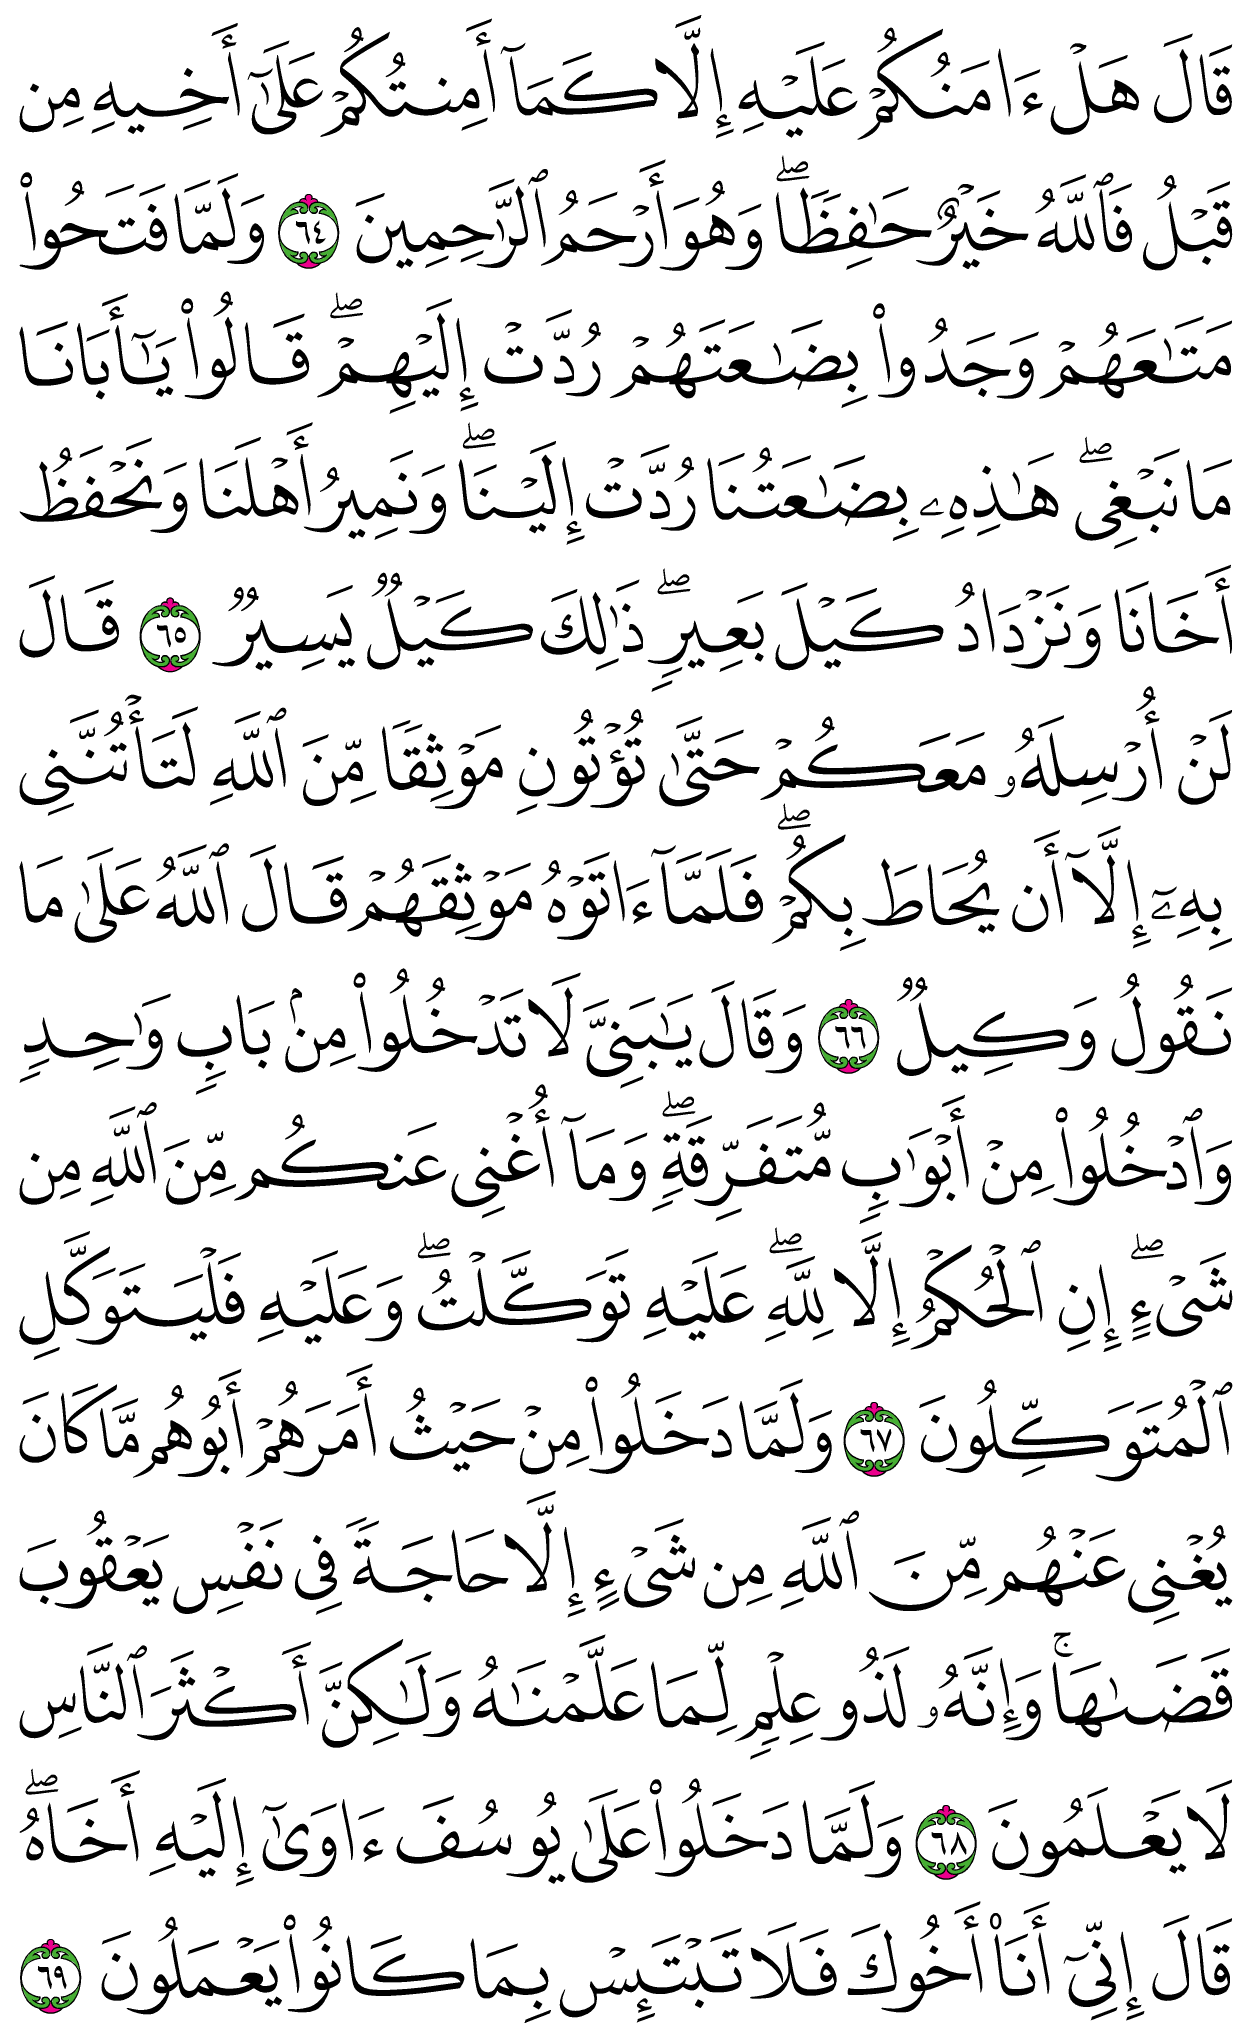 قَالَ هَلْ ءَامَنُكُمْ عَلَيْهِ إِلَّا كَمَآ أَمِنتُكُمْ عَلَىٰٓ أَخِيهِ مِن
قَبْلُ فَٱللَّهُ خَيْرٌ حَٰفِظًاۖ وَهُوَ أَرْحَمُ ٱلرَّٰحِمِينَ ٦٤ وَلَمَّا فَتَحُوا۟
مَتَٰعَهُمْ وَجَدُوا۟ بِضَٰعَتَهُمْ رُدَّتْ إِلَيْهِمْۖ قَالُوا۟ يَٰٓأَبَانَا
مَا نَبْغِىۖ هَٰذِهِۦ بِضَٰعَتُنَا رُدَّتْ إِلَيْنَاۖ وَنَمِيرُ أَهْلَنَا وَنَحْفَظُ
أَخَانَا وَنَزْدَادُ كَيْلَ بَعِيرٍۖ ذَٰلِكَ كَيْلٌ يَسِيرٌ ٦٥ قَالَ
لَنْ أُرْسِلَهُۥ مَعَكُمْ حَتَّىٰ تُؤْتُونِ مَوْثِقًا مِّنَ ٱللَّهِ لَتَأْتُنَّنِى
بِهِۦٓ إِلَّآ أَن يُحَاطَ بِكُمْۖ فَلَمَّآ ءَاتَوْهُ مَوْثِقَهُمْ قَالَ ٱللَّهُ عَلَىٰ مَا
نَقُولُ وَكِيلٌ ٦٦ وَقَالَ يَٰبَنِىَّ لَا تَدْخُلُوا۟ مِنۢ بَابٍ وَٰحِدٍ
وَٱدْخُلُوا۟ مِنْ أَبْوَٰبٍ مُّتَفَرِّقَةٍۖ وَمَآ أُغْنِى عَنكُم مِّنَ ٱللَّهِ مِن
شَىْءٍۖ إِنِ ٱلْحُكْمُ إِلَّا لِلَّهِۖ عَلَيْهِ تَوَكَّلْتُۖ وَعَلَيْهِ فَلْيَتَوَكَّلِ
ٱلْمُتَوَكِّلُونَ ٦٧ وَلَمَّا دَخَلُوا۟ مِنْ حَيْثُ أَمَرَهُمْ أَبُوهُم مَّا كَانَ
يُغْنِى عَنْهُم مِّنَ ٱللَّهِ مِن شَىْءٍ إِلَّا حَاجَةً فِى نَفْسِ يَعْقُوبَ
قَضَىٰهَاۚ وَإِنَّهُۥ لَذُو عِلْمٍ لِّمَا عَلَّمْنَٰهُ وَلَٰكِنَّ أَكْثَرَ ٱلنَّاسِ
لَا يَعْلَمُونَ ٦٨ وَلَمَّا دَخَلُوا۟ عَلَىٰ يُوسُفَ ءَاوَىٰٓ إِلَيْهِ أَخَاهُۖ
قَالَ إِنِّىٓ أَنَا۠ أَخُوكَ فَلَا تَبْتَئِسْ بِمَا كَانُوا۟ يَعْمَلُونَ ٦٩